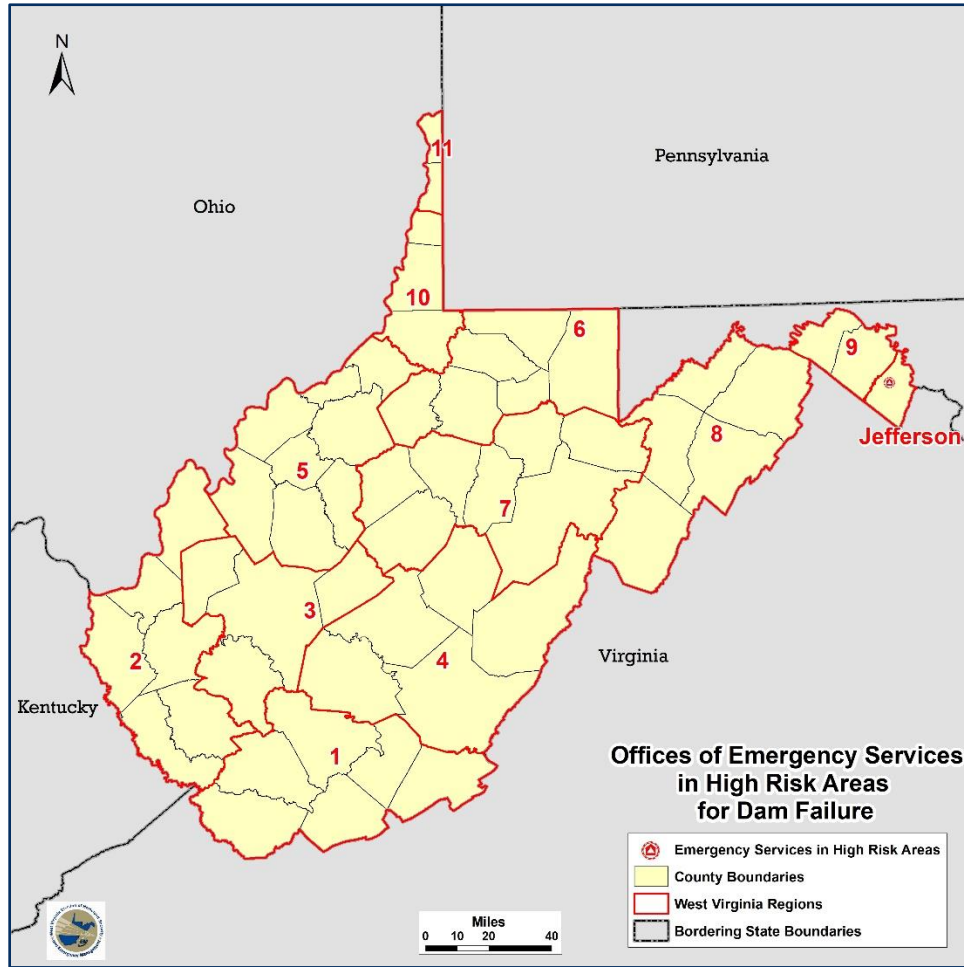 N
11
Pennsylvania
Ohio
10
6
9
Jefferson
8
5
7
3
2
4
Virginia
Kentucky
1
Offices of Emergency Services
in High Risk Areas
for Dam Failure
Emergency Services in High Risk Areas
County Boundaries
West Virginia Regions
Bordering State Boundaries
Miles
0 10 20 40